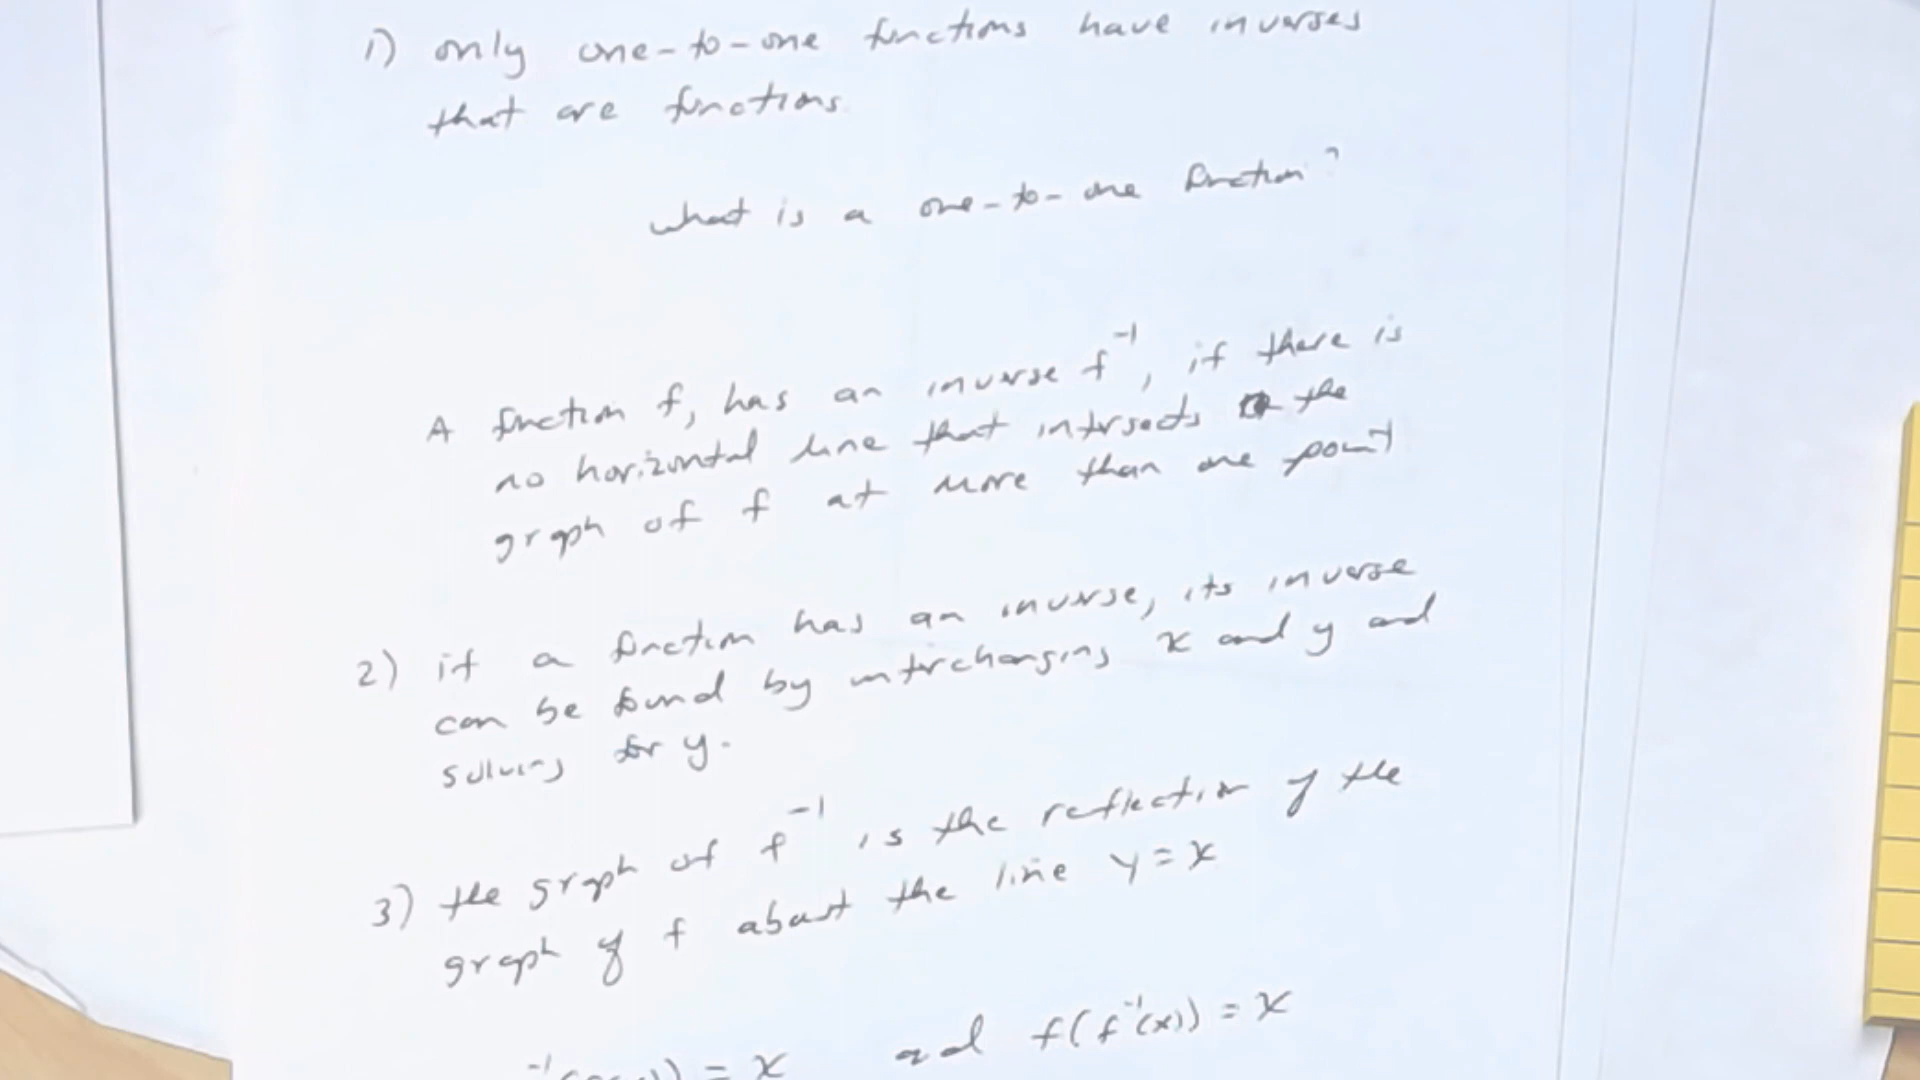 1) only one-to-one functions have inverses
that are functions.
what is a one-to-one function?
A function f, has an inverse f⁻¹, if there is
no horizontal line that intersects the
graph of f at more than one point
2) if a function has an inverse, its inverse
can be found by interchanging x and y and
solving for y.
3) the graph of f⁻¹ is the reflection of the
graph of f about the line y=x
= x and f(f⁻¹(x)) = x